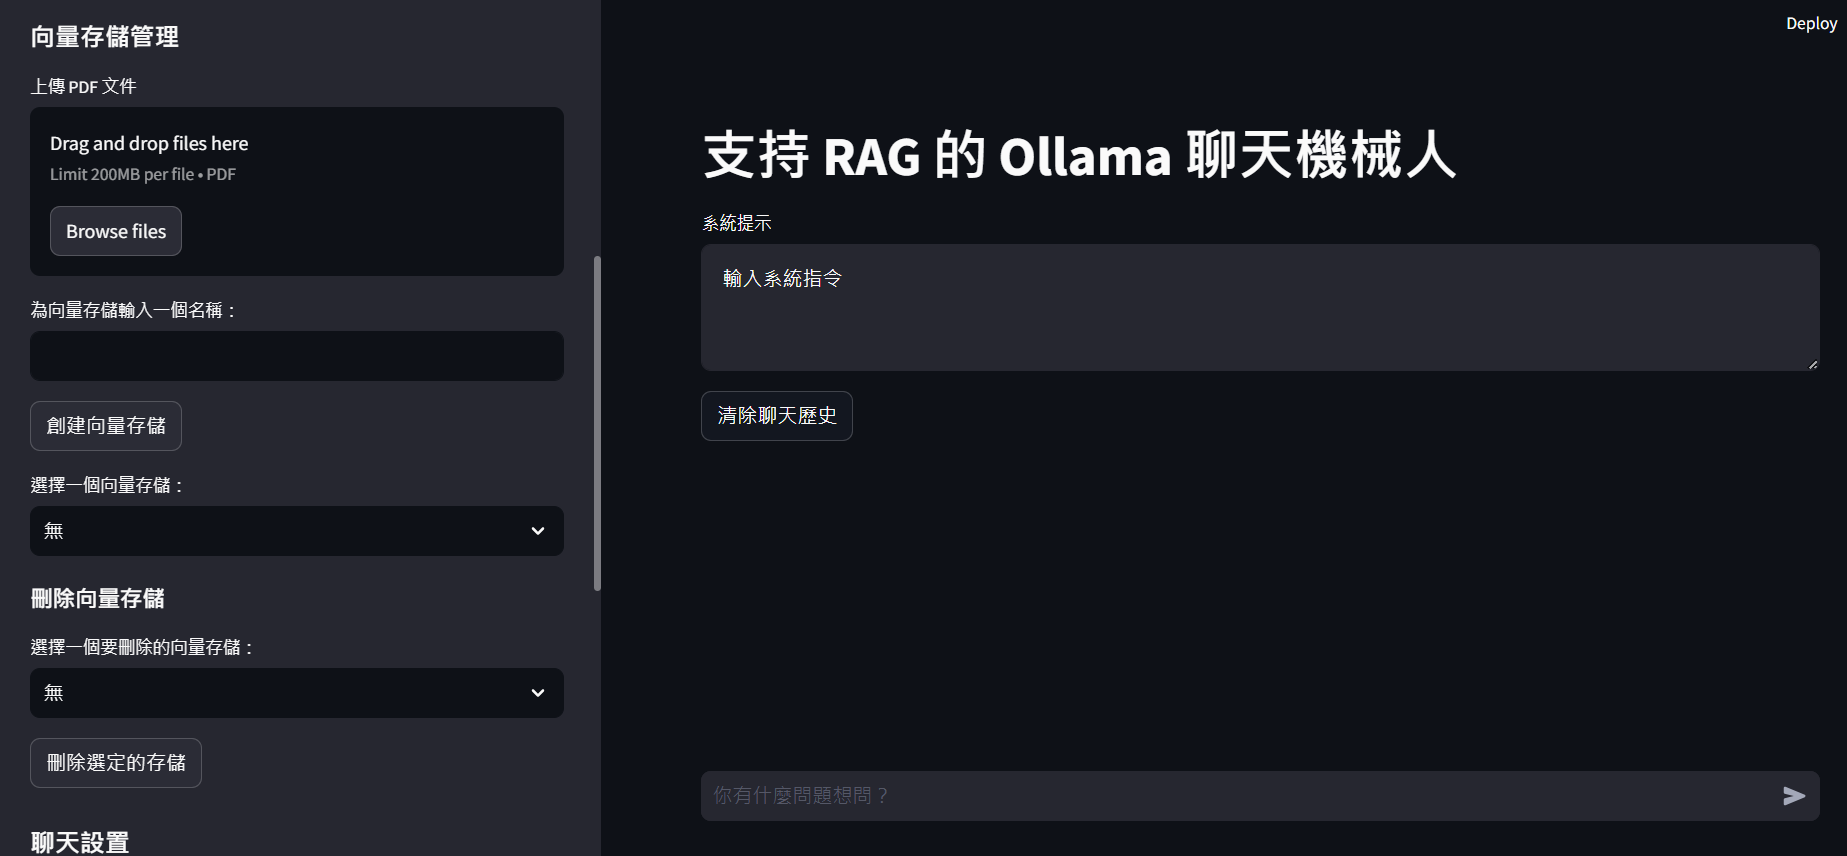 向量存儲管理
上傳 PDF 文件
Drag and drop files here
Limit 200MB per file • PDF
Browse files
為向量存儲輸入一個名稱：
創建向量存儲
選擇一個向量存儲：
無
刪除向量存儲
選擇一個要刪除的向量存儲：
無
刪除選定的存儲
聊天設置
Deploy
支持 RAG 的 Ollama 聊天機械人
系統提示
輸入系統指令
清除聊天歷史
你有什麼問題想問？